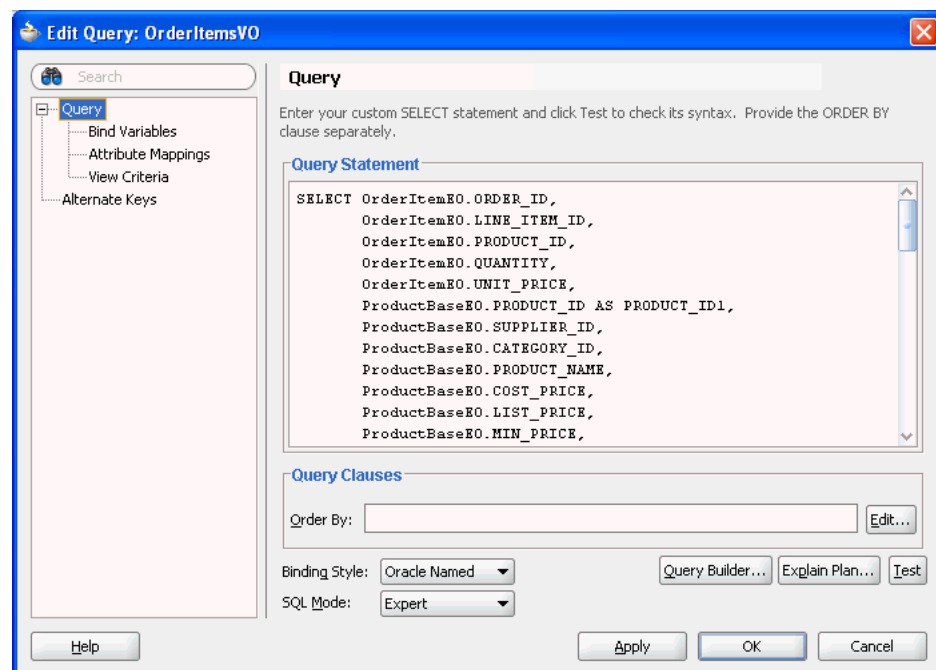 Edit Query: OrderItemsVO
Search
Query
Bind Variables
Attribute Mappings
View Criteria
Alternate Keys
Query
Enter your custom SELECT statement and click Test to check its syntax. Provide the ORDER BY
clause separately.
Query Statement
SELECT OrderItemEO.ORDER_ID,
OrderItemEO.LINE_ITEM_ID,
OrderItemEO.PRODUCT_ID,
OrderItemEO.QUANTITY,
OrderItemEO.UNIT_PRICE,
ProductBaseEO.PRODUCT_ID AS PRODUCT_ID1,
ProductBaseEO.SUPPLIER_ID,
ProductBaseEO.CATEGORY_ID,
ProductBaseEO.PRODUCT_NAME,
ProductBaseEO.COST_PRICE,
ProductBaseEO.LIST_PRICE,
ProductBaseEO.MIN_PRICE,
Query Clauses
Order By:
Edit...
Binding Style: Oracle Named
Query Builder... Explain Plan... Test
SQL Mode: Expert
Help Apply OK Cancel